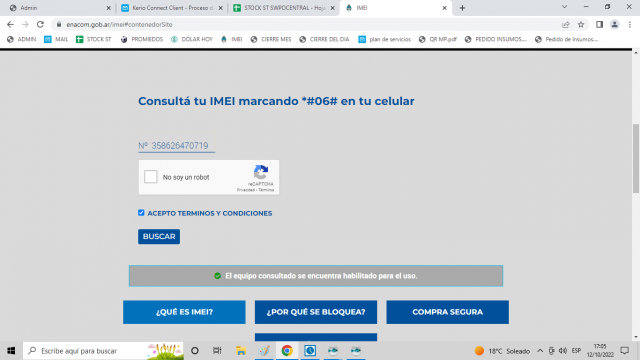 Admin
Kerio Connect Client - Proceso d
STOCK ST SWPOCENTRAL - Hoja
IMEI
enacom.gob.ar/imei#contenedorSite
ADMIN MAIL STOCK ST PROMIEDOS DÓLAR HOY IMEI CIERRE MES CIERRE DEL DIA QR MP.pdf PEDIDO INSUMOS.... plan de servicios Pedido de Insumos....
Consultá tu IMEI marcando *#06# en tu celular
Nº 358626470719
No soy un robot
reCAPTCHA
Privacidad - Términos
ACEPTO TERMINOS Y CONDICIONES
BUSCAR
El equipo consultado se encuentra habilitado para el uso.
¿QUÉ ES IMEI? ¿POR QUÉ SE BLOQUEA? COMPRA SEGURA
Escribe aquí para buscar
18°C Soleado
ESP
17:05
12/10/2022